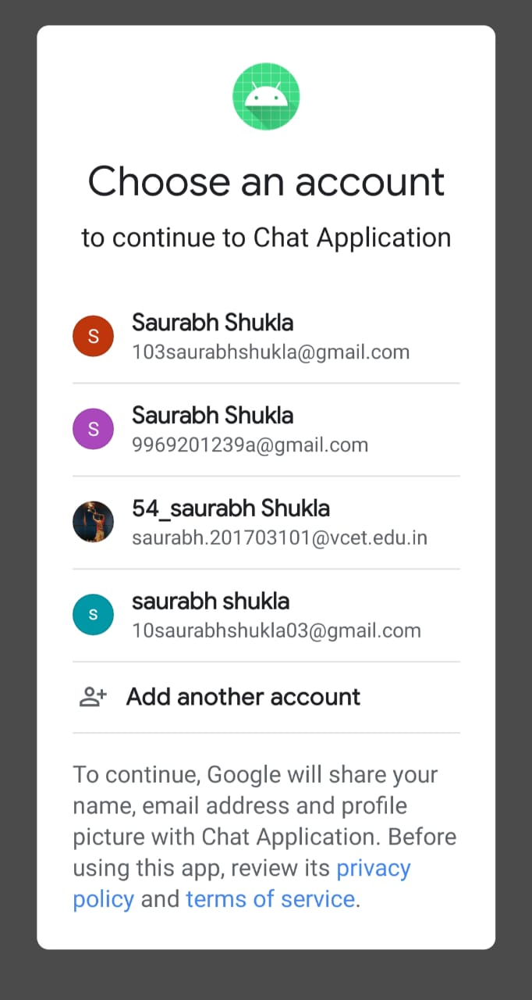 Choose an account
to continue to Chat Application
S
Saurabh Shukla
103saurabhshukla@gmail.com
S
Saurabh Shukla
9969201239a@gmail.com
54_saurabh Shukla
saurabh.201703101@vcet.edu.in
s
saurabh shukla
10saurabhshukla03@gmail.com
Add another account
To continue, Google will share your
name, email address and profile
picture with Chat Application. Before
using this app, review its privacy
policy and terms of service.